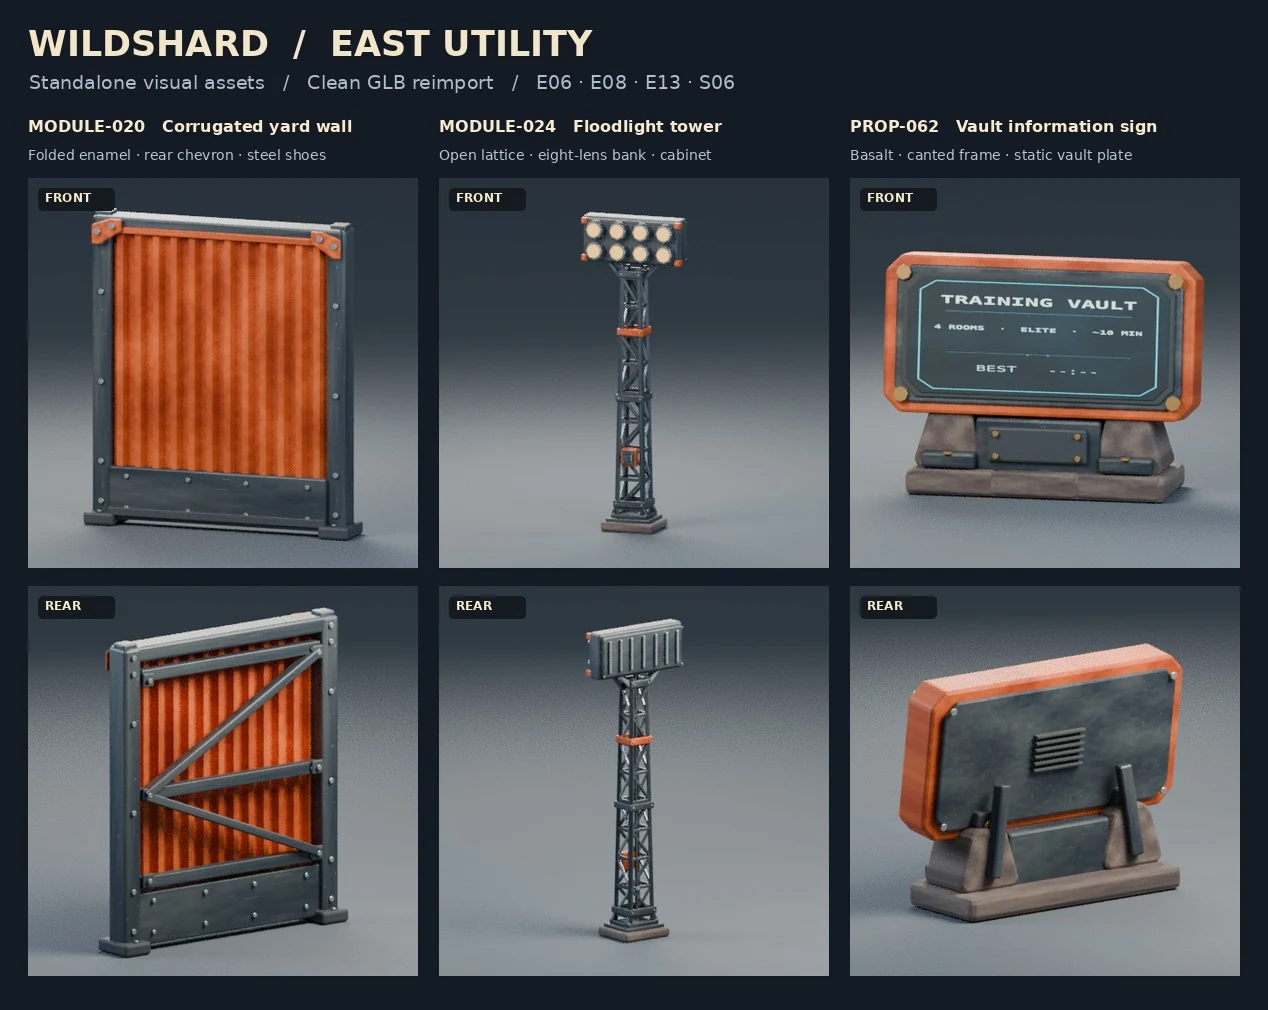 WILDSHARD / EAST UTILITY
Standalone visual assets / Clean GLB reimport / E06 · E08 · E13 · S06
MODULE-020 Corrugated yard wall
Folded enamel · rear chevron · steel shoes
MODULE-024 Floodlight tower
Open lattice · eight-lens bank · cabinet
PROP-062 Vault information sign
Basalt · canted frame · static vault plate
FRONT
FRONT
FRONT
TRAINING VAULT
4 ROOMS · ELITE · ~10 MIN
BEST --:--
REAR
REAR
REAR